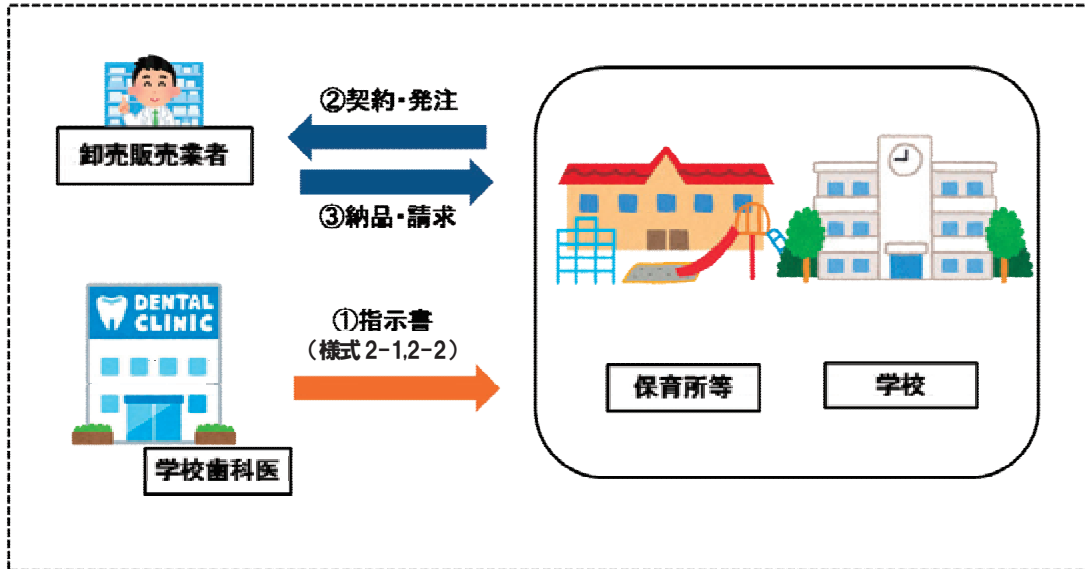 ②契約・発注
卸売販売業者
③納品・請求
DENTAL
CLINIC
①指示書
（様式2-1,2-2）
保育所等
学校
学校歯科医